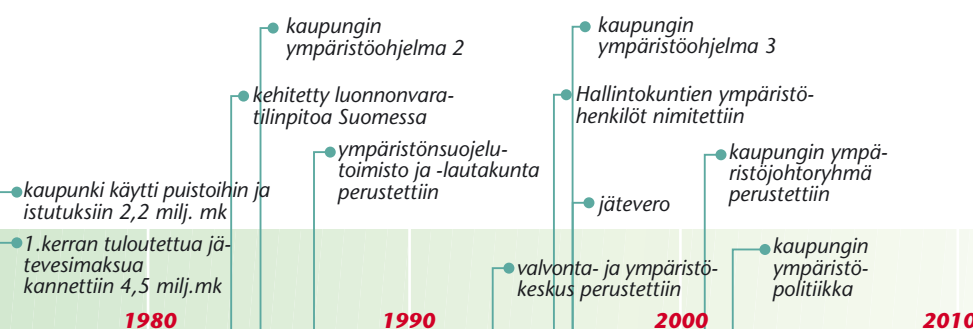 kaupungin
ympäristöohjelma 2
kaupungin
ympäristöohjelma 3
kehitetty luonnonvara-
tilinpitoa Suomessa
Hallintokuntien ympäristö-
henkilöt nimitettiin
ympäristönsuojelu-
toimisto ja -lautakunta
perustettiin
kaupungin ympä-
ristöjohtoryhmä
perustettiin
kaupunki käytti puistoihin ja
istutuksiin 2,2 milj. mk
jätevero
1.kerran tuloutettua jä-
tevesimaksua
kannettiin 4,5 milj.mk
valvonta- ja ympäristö-
keskus perustettiin
kaupungin
ympäristö-
politiikka
1980
1990
2000
2010